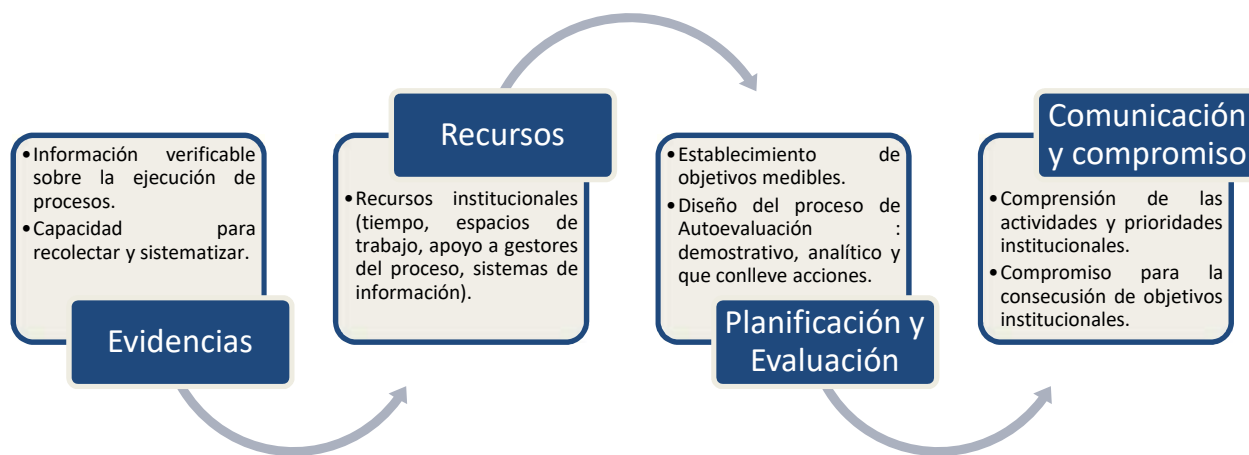 •Información verificable
sobre la ejecución de
procesos.
•Capacidad para
recolectar y sistematizar.
Evidencias
Recursos
•Recursos institucionales
(tiempo, espacios de
trabajo, apoyo a gestores
del proceso, sistemas de
información).
•Establecimiento de
objetivos medibles.
•Diseño del proceso de
Autoevaluación :
demostrativo, analítico y
que conlleve acciones.
Planificación y
Evaluación
Comunicación
y compromiso
•Comprensión de las
actividades y prioridades
institucionales.
•Compromiso para la
consecusión de objetivos
institucionales.